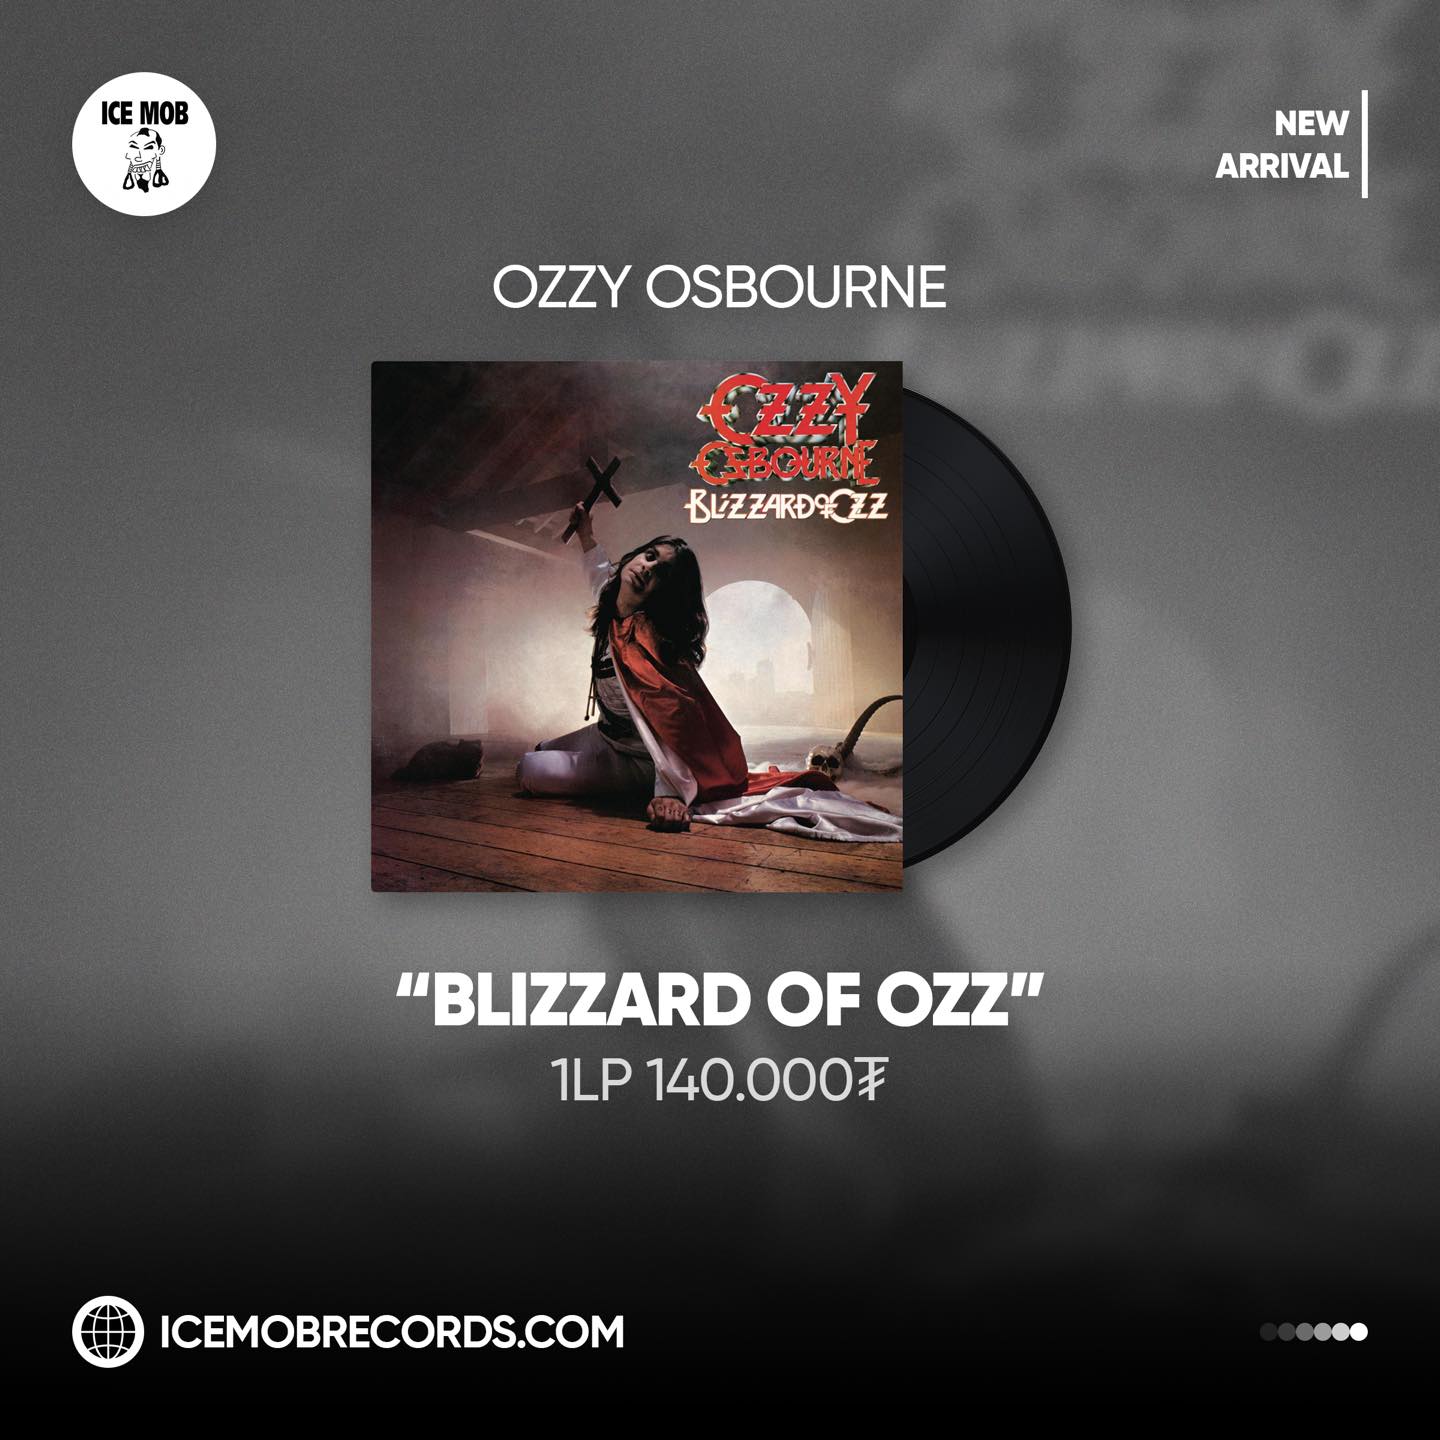 ICE MOB
NEW
ARRIVAL
OZZY OSBOURNE
OZZY
OSBOURNE
BLIZZARD OF OZZ
“BLIZZARD OF OZZ”
1LP 140.000₮
ICEMOBRECORDS.COM